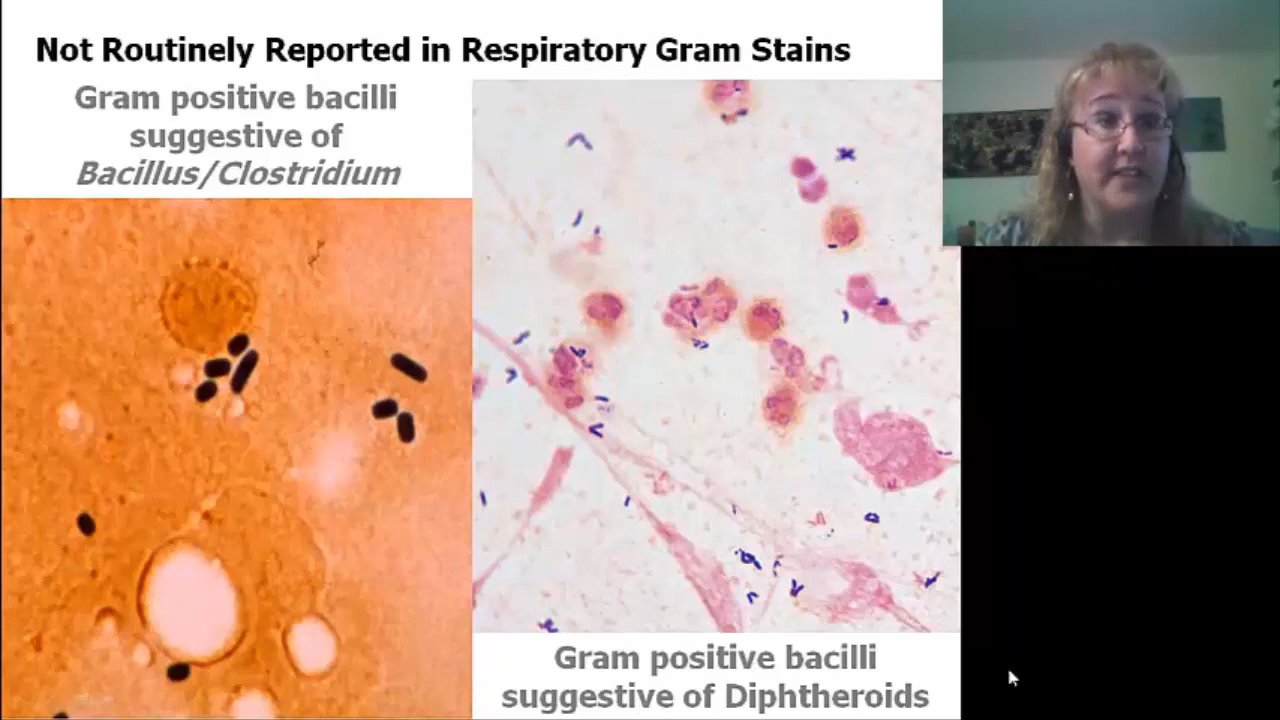 Not Routinely Reported in Respiratory Gram Stains
Gram positive bacilli
suggestive of
Bacillus/Clostridium
Gram positive bacilli
suggestive of Diphtheroids